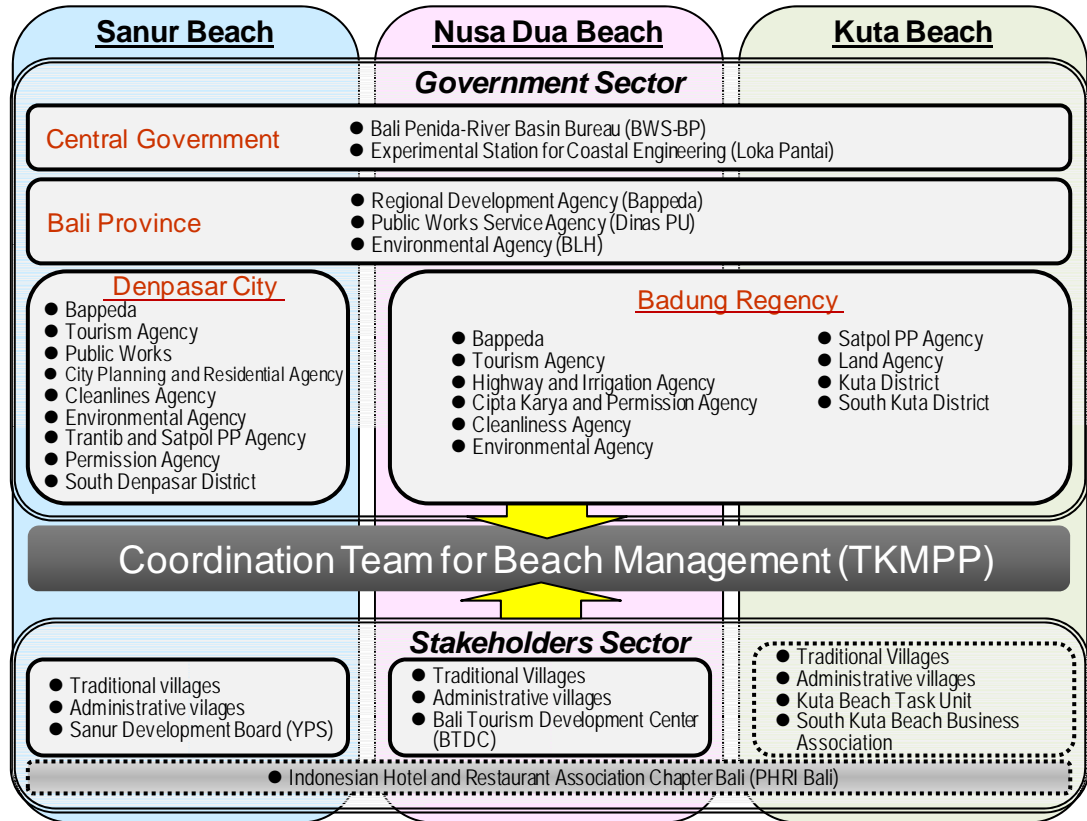 Sanur Beach
Nusa Dua Beach
Kuta Beach
Government Sector
Central Government
● Bali Penida-River Basin Bureau (BWS-BP)
● Experimental Station for Coastal Engineering (Loka Pantai)
Bali Province
● Regional Development Agency (Bappeda)
● Public Works Service Agency (Dinas PU)
● Environmental Agency (BLH)
Denpasar City
● Bappeda
● Tourism Agency
● Public Works
● City Planning and Residential Agency
● Cleanlines Agency
● Environmental Agency
● Trantib and Satpol PP Agency
● Permission Agency
● South Denpasar District
Badung Regency
● Bappeda
● Tourism Agency
● Highway and Irrigation Agency
● Cipta Karya and Permission Agency
● Cleanliness Agency
● Environmental Agency
● Satpol PP Agency
● Land Agency
● Kuta District
● South Kuta District
Coordination Team for Beach Management (TKMPP)
Stakeholders Sector
● Traditional villages
● Administrative vilages
● Sanur Development Board (YPS)
● Traditional Villages
● Administrative villages
● Bali Tourism Development Center
(BTDC)
● Traditional Villages
● Administrative villages
● Kuta Beach Task Unit
● South Kuta Beach Business
Association
● Indonesian Hotel and Restaurant Association Chapter Bali (PHRI Bali)